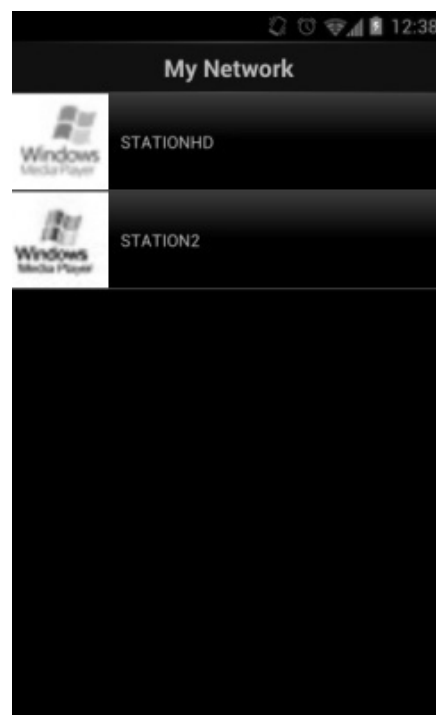 12:38
My Network
Windows
Media Player
STATIONHD
Windows
Media Player
STATION2